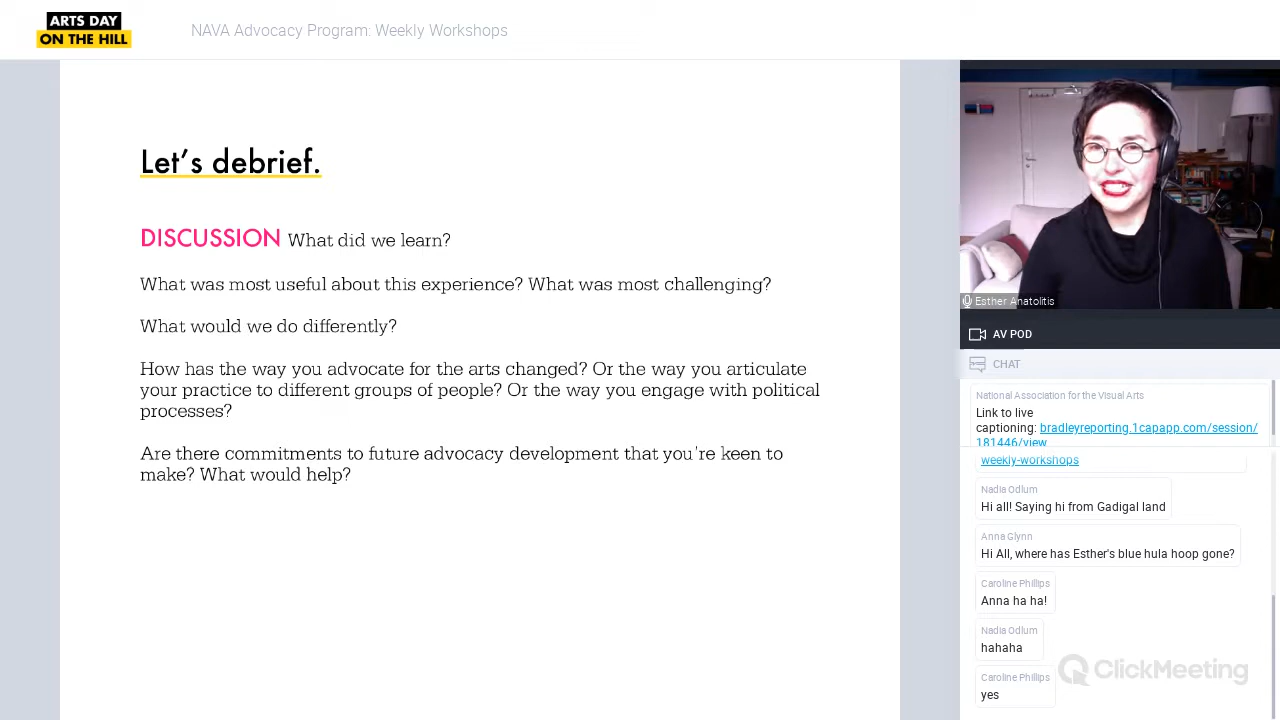 ARTS DAY
ON THE HILL
NAVA Advocacy Program: Weekly Workshops
Let's debrief.
DISCUSSION What did we learn?
What was most useful about this experience? What was most challenging?
What would we do differently?
How has the way you advocate for the arts changed? Or the way you articulate
your practice to different groups of people? Or the way you engage with political
processes?
Are there commitments to future advocacy development that you're keen to
make? What would help?
Esther Anatolitis
AV POD
CHAT
National Association for the Visual Arts
Link to live
captioning: bradleyreporting.1capapp.com/session/
181446/view
weekly-workshops
Nadia Odlum
Hi all! Saying hi from Gadigal land
Anna Glynn
Hi All, where has Esther's blue hula hoop gone?
Caroline Phillips
Anna ha ha!
Nadia Odlum
hahaha
Caroline Phillips
yes
ClickMeeting